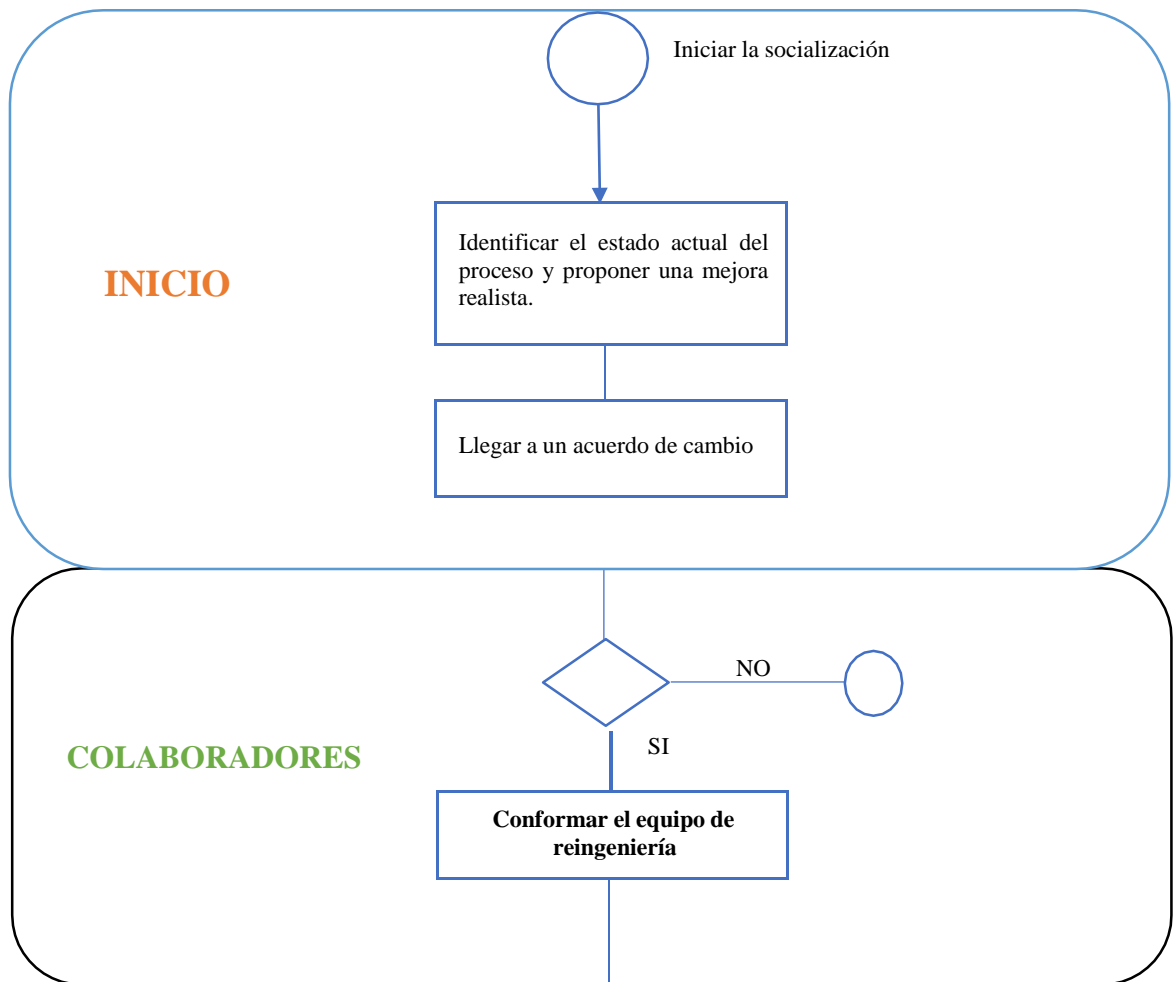 Iniciar la socialización
Identificar el estado actual del
proceso y proponer una mejora
realista.
INICIO
Llegar a un acuerdo de cambio
NO
SI
COLABORADORES
Conformar el equipo de
reingeniería